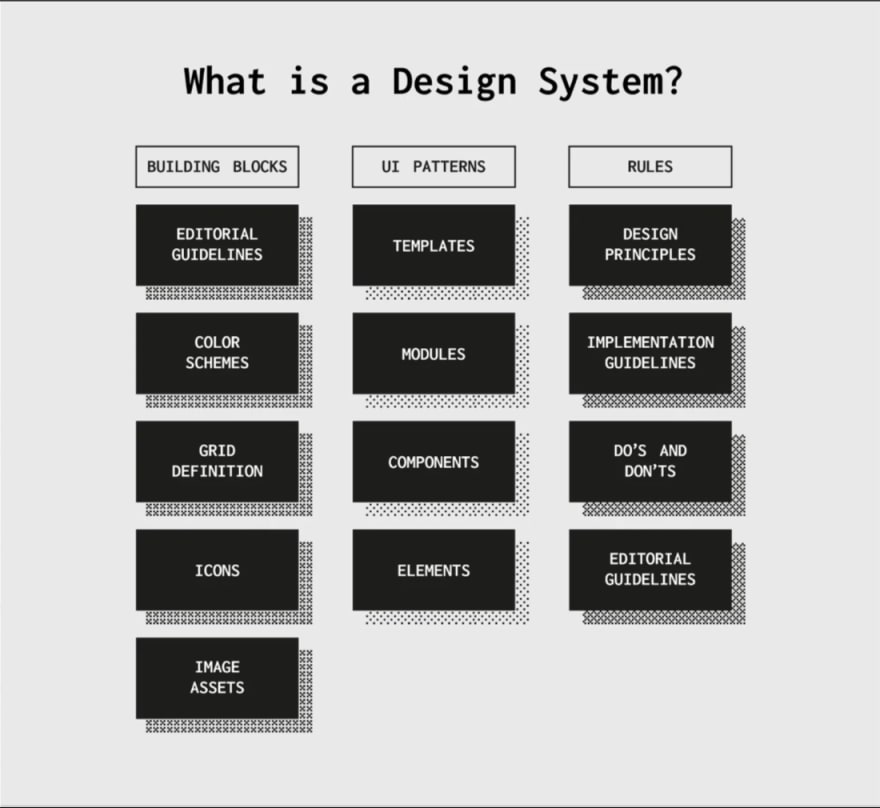 What is a Design System?
BUILDING BLOCKS
EDITORIAL
GUIDELINES
COLOR
SCHEMES
GRID
DEFINITION
ICONS
IMAGE
ASSETS
UI PATTERNS
TEMPLATES
MODULES
COMPONENTS
ELEMENTS
RULES
DESIGN
PRINCIPLES
IMPLEMENTATION
GUIDELINES
DO’S AND
DON’TS
EDITORIAL
GUIDELINES